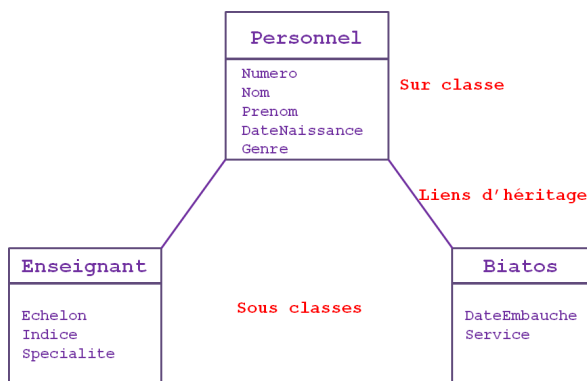 Personnel
Numero
Nom
Prenom
DateNaissance
Genre
Sur classe
Liens d'héritage
Enseignant
Echelon
Indice
Specialite
Sous classes
Biatos
DateEmbauche
Service